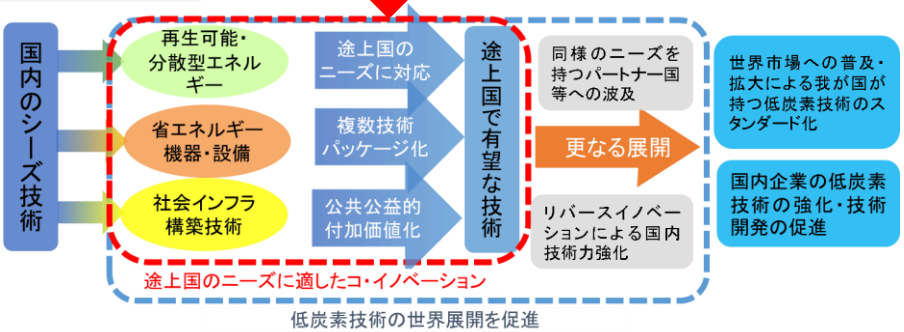 国内のシーズ技術
再生可能・
分散型エネル
ギー
省エネルギー
機器・設備
社会インフラ
構築技術
途上国の
ニーズに対応
複数技術
パッケージ化
公共公益的
付加価値化
途上国で有望な技術
途上国のニーズに適したコ・イノベーション
同様のニーズを
持つパートナー国
等への波及
更なる展開
リバースイノベー
ションによる国内
技術力強化
世界市場への普及・
拡大による我が国が
持つ低炭素技術のス
タンダード化
国内企業の低炭素
技術の強化・技術
開発の促進
低炭素技術の世界展開を促進